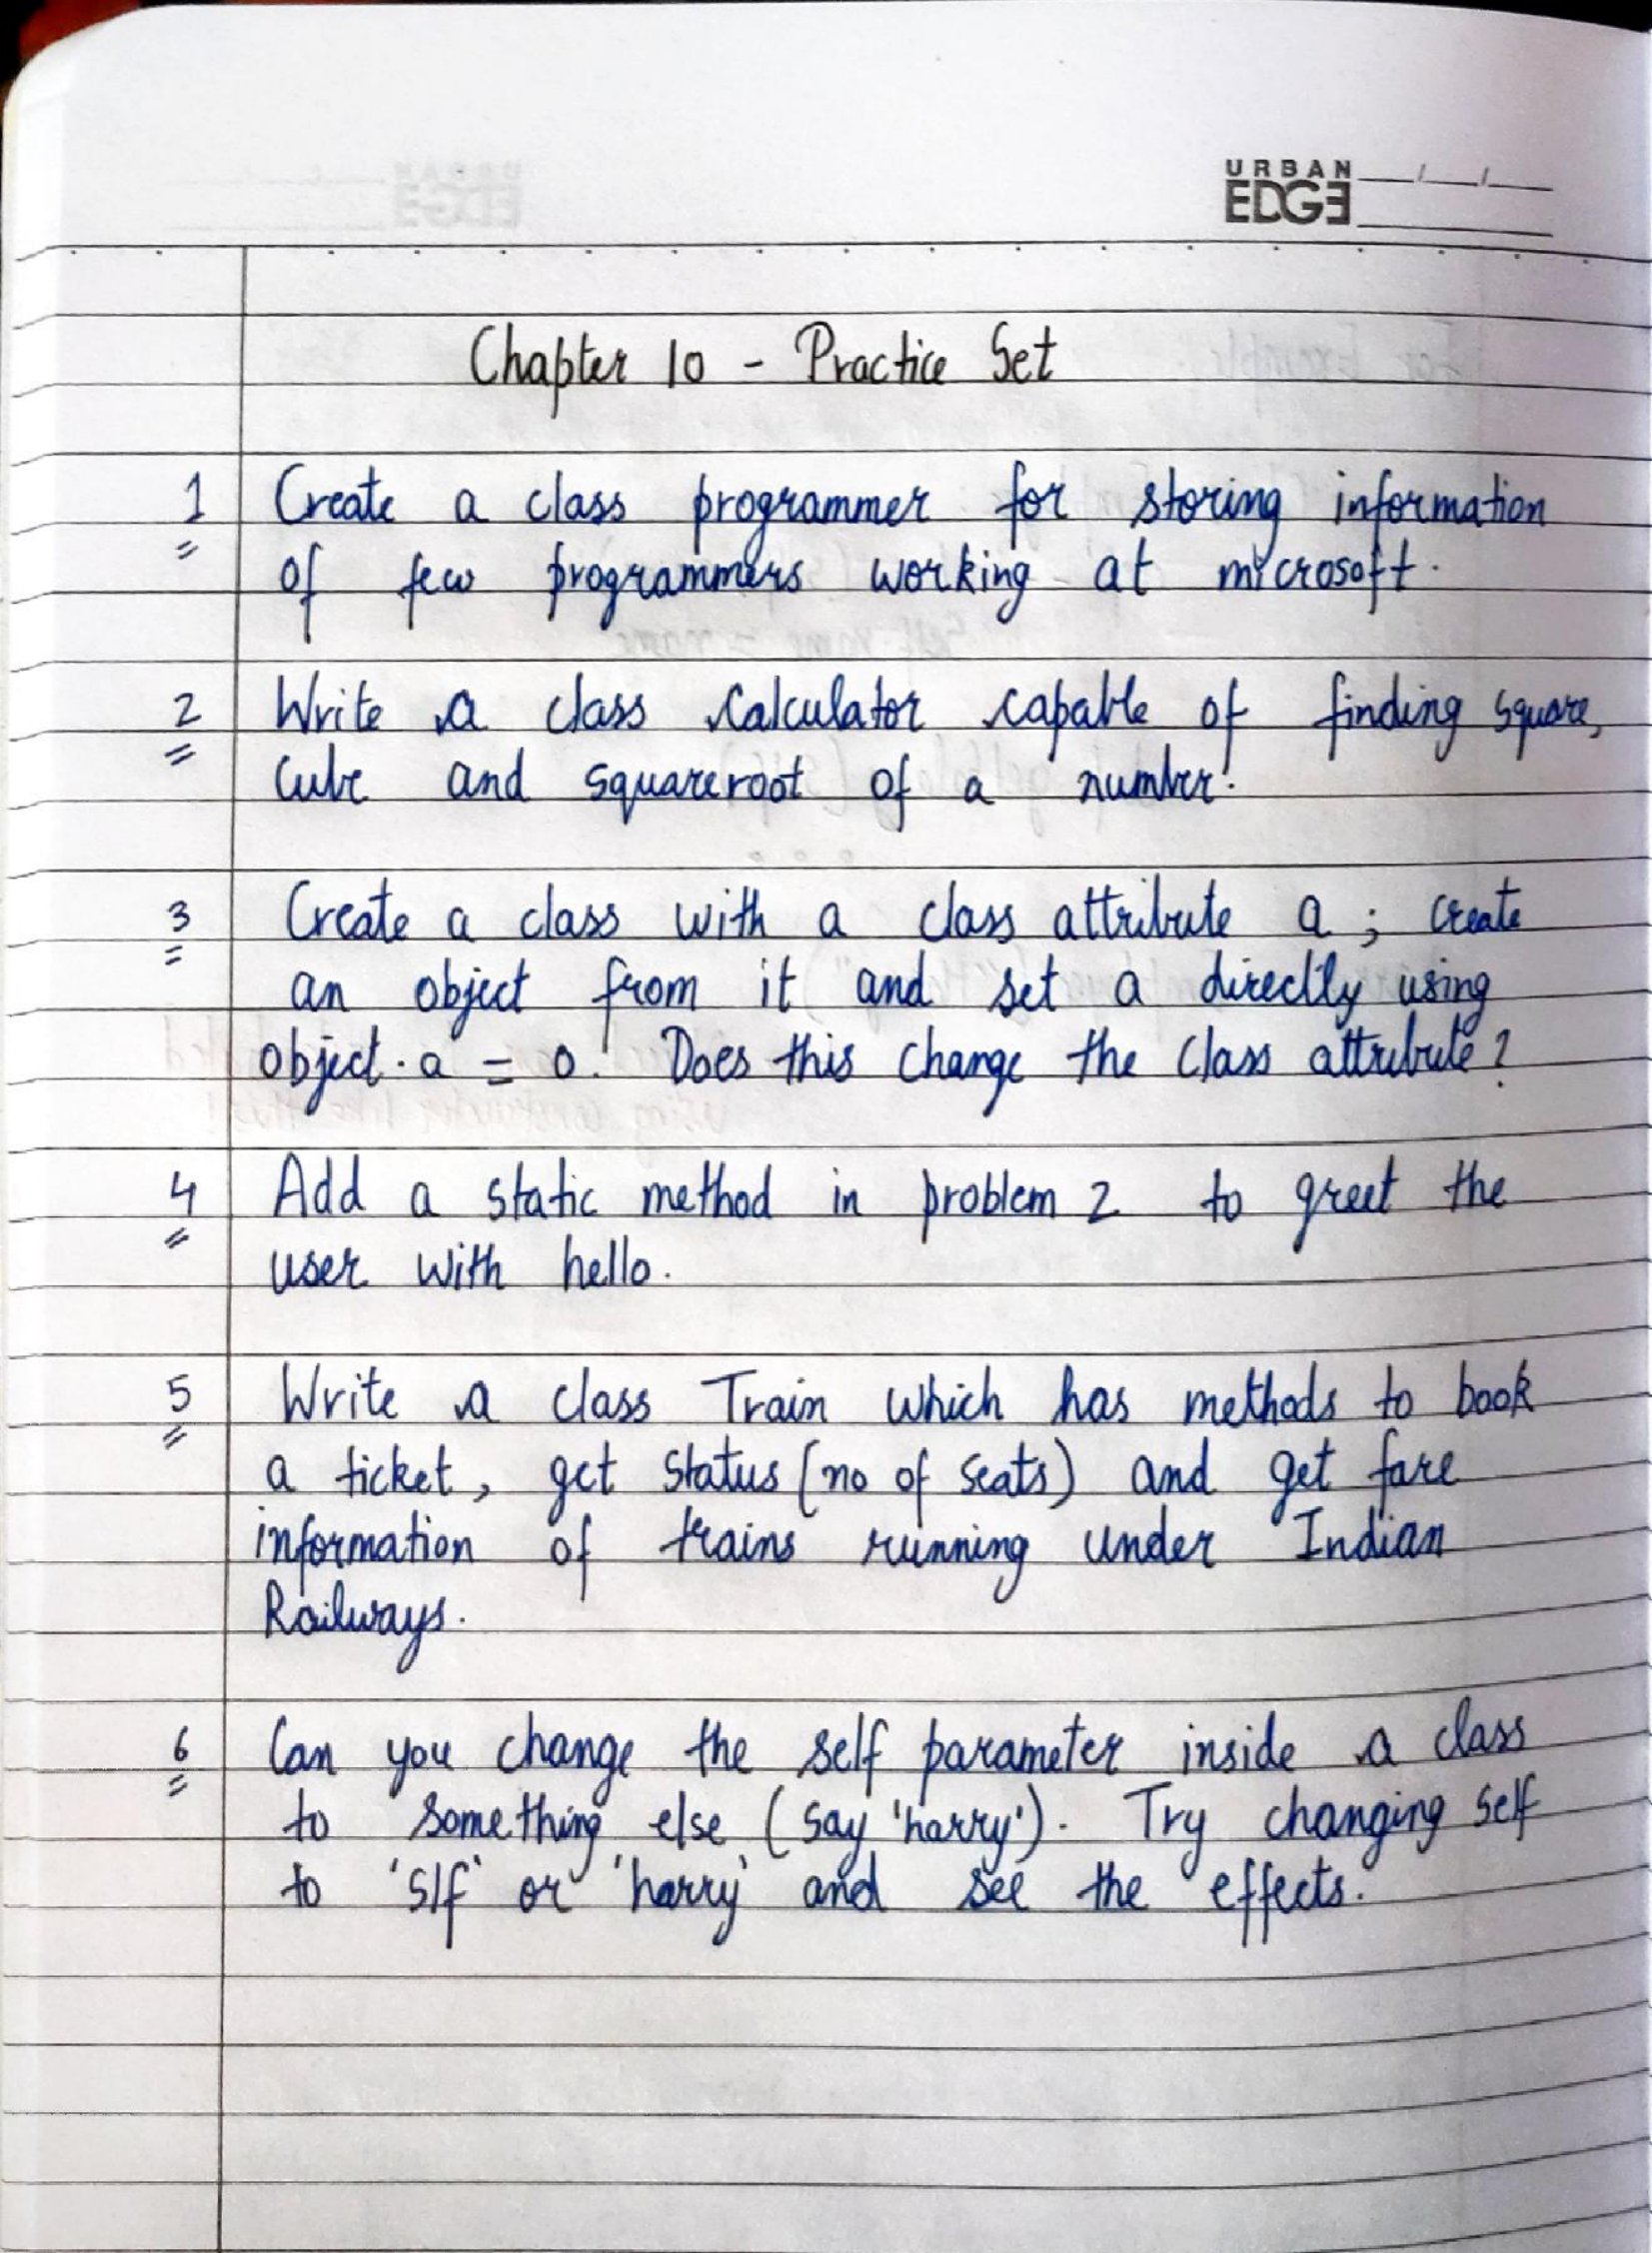 URBAN
EDGE
Chapter 10 - Practice Set
1 Create a class programmer for storing information
of few programmers working at microsoft.
2 Write a class Calculator capable of finding square,
cube and squareroot of a number.
3 Create a class with a class attribute a ; create
an object from it and set a directly using
object.a = 0. Does this change the class attribute?
4 Add a static method in problem 2 to greet the
user with hello.
5 Write a class Train which has methods to book
a ticket, get status (no of seats) and get fare
information of trains running under Indian
Railways.
6 Can you change the self parameter inside a class
to something else (say 'harry'). Try changing self
to 'slf' or 'harry' and see the effects.